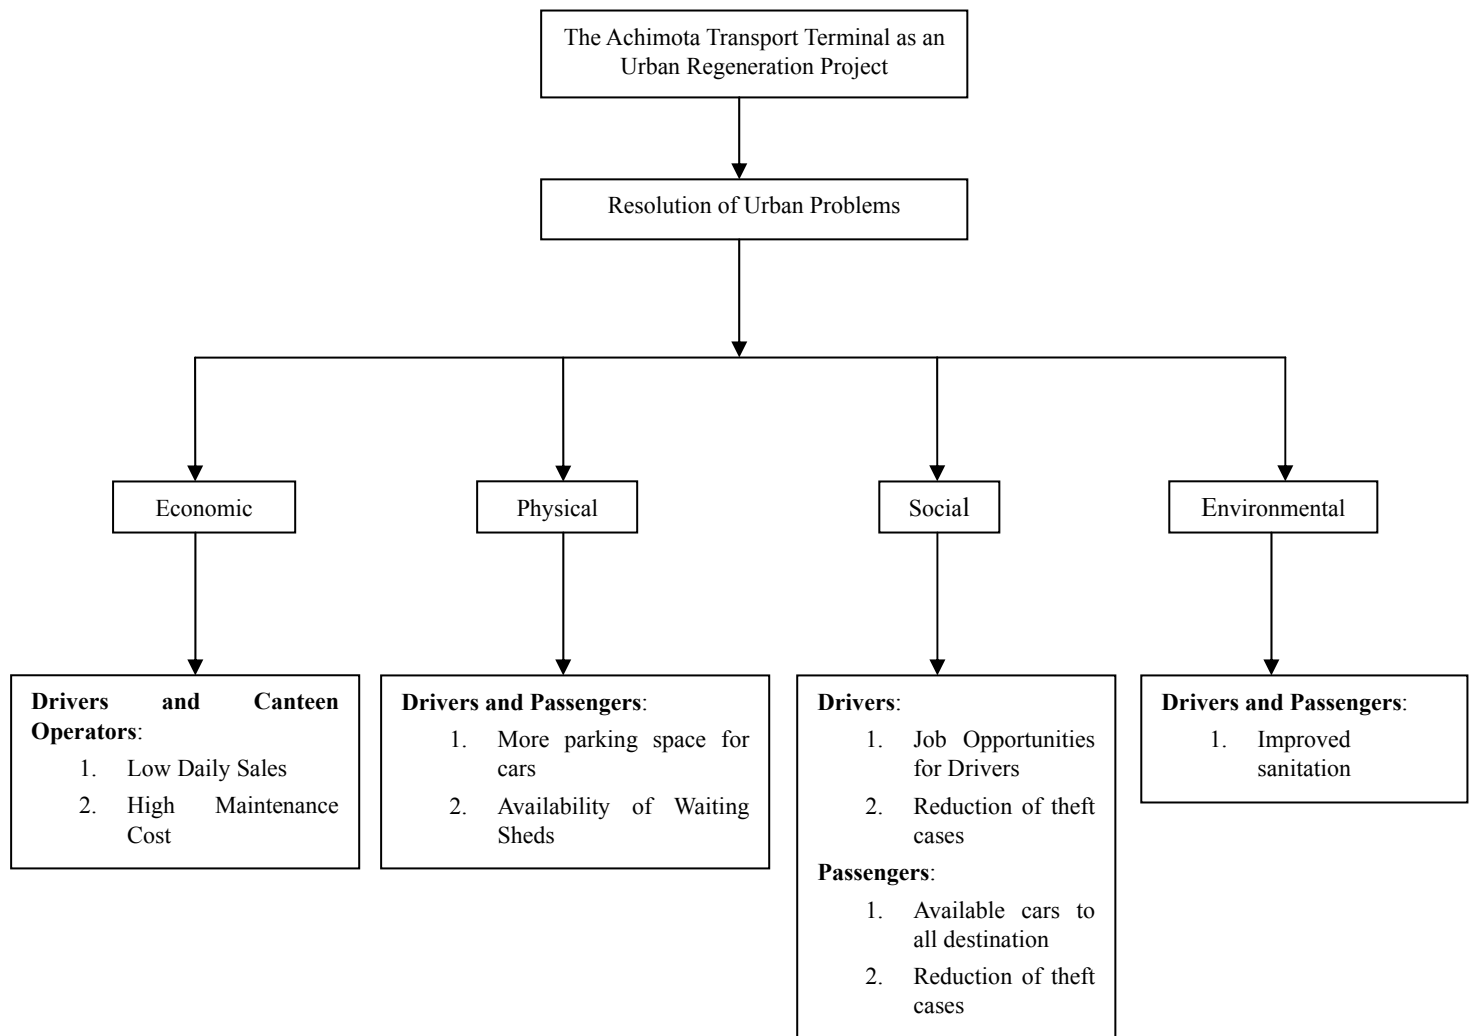 The Achimota Transport Terminal as an
Urban Regeneration Project
Resolution of Urban Problems
Economic
Physical
Social
Environmental
Drivers and Canteen
Operators:
1. Low Daily Sales
2. High Maintenance
Cost
Drivers and Passengers:
1. More parking space for
cars
2. Availability of Waiting
Sheds
Drivers:
1. Job Opportunities
for Drivers
2. Reduction of theft
cases
Passengers:
1. Available cars to
all destination
2. Reduction of theft
cases
Drivers and Passengers:
1. Improved
sanitation